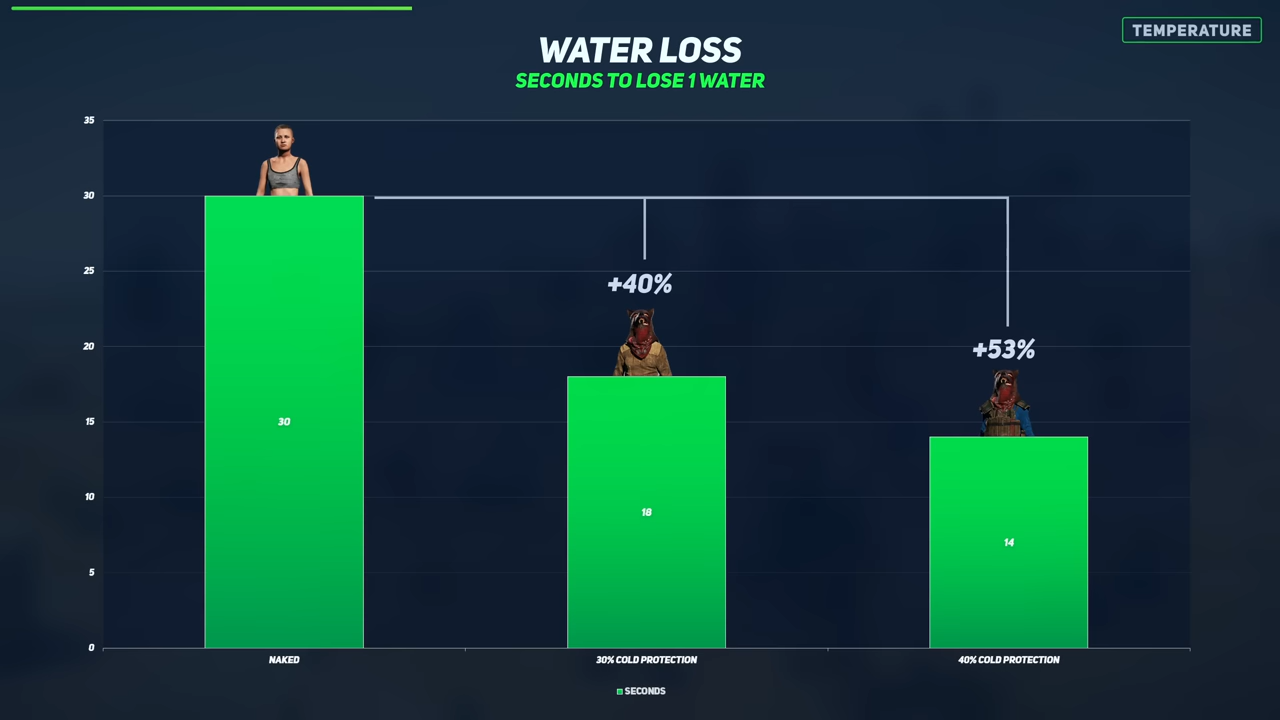 TEMPERATURE
WATER LOSS
SECONDS TO LOSE 1 WATER
35
30
25
20
15
10
5
0
+40%
+53%
30
18
14
NAKED
30% COLD PROTECTION
40% COLD PROTECTION
SECONDS